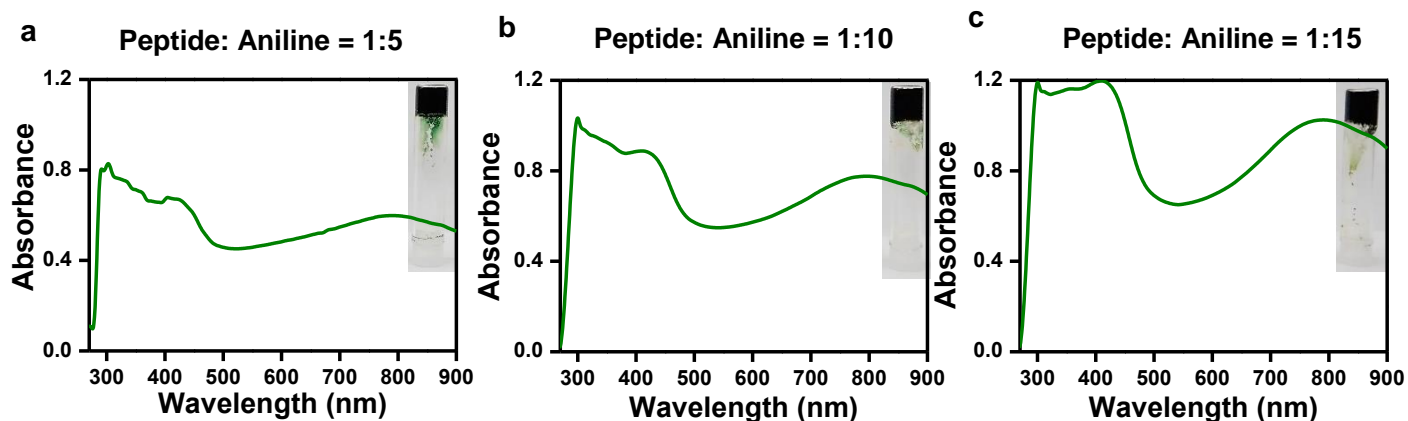 a
Peptide: Aniline = 1:5
1.2
0.8
0.4
0.0
Absorbance
300 400 500 600 700 800 900
Wavelength (nm)
b
Peptide: Aniline = 1:10
1.2
0.8
0.4
0.0
Absorbance
300 400 500 600 700 800 900
Wavelength (nm)
c
Peptide: Aniline = 1:15
1.2
0.8
0.4
0.0
Absorbance
300 400 500 600 700 800 900
Wavelength (nm)